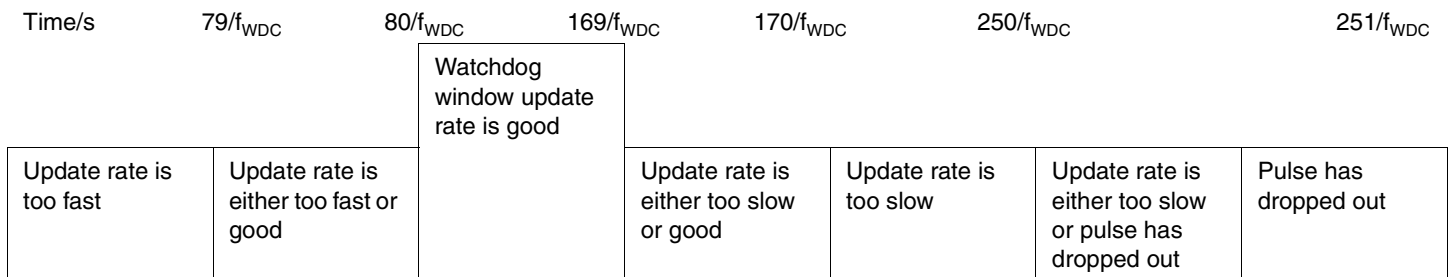 Time/s 79/fWDC 80/fWDC 169/fWDC 170/fWDC 250/fWDC 251/fWDC
Watchdog
window update
rate is good
Update rate is
too fast
Update rate is
either too fast or
good
Update rate is
either too slow
or good
Update rate is
too slow
Update rate is
either too slow
or pulse has
dropped out
Pulse has
dropped out